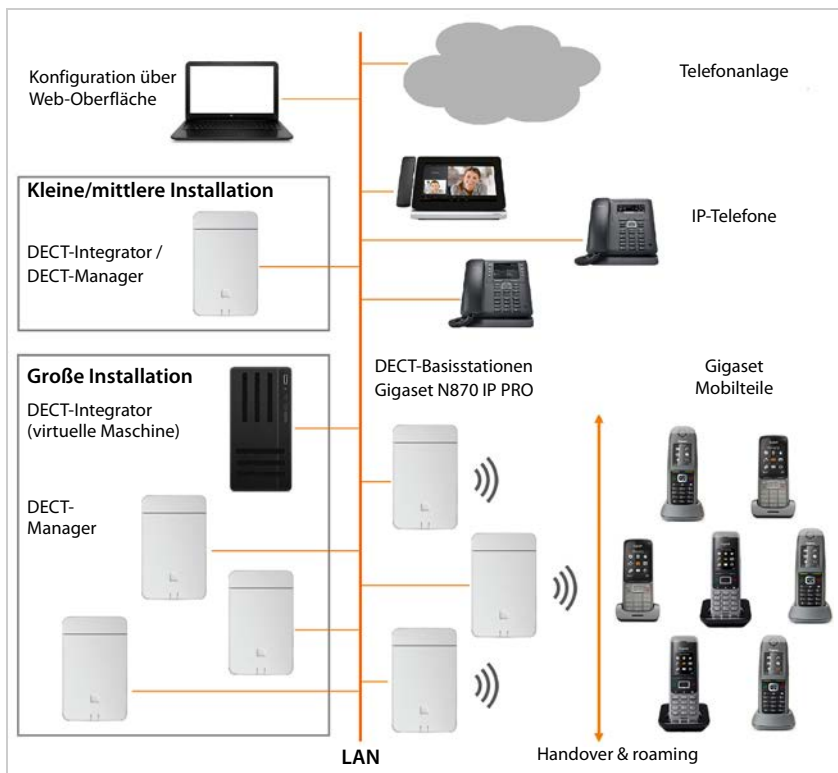 Konfiguration über
Web-Oberfläche
Telefonanlage
Kleine/mittlere Installation
DECT-Integrator /
DECT-Manager
IP-Telefone
Große Installation
DECT-Integrator
(virtuelle Maschine)
DECT-
Manager
DECT-Basisstationen
Gigaset N870 IP PRO
Gigaset
Mobilteile
LAN
Handover & roaming